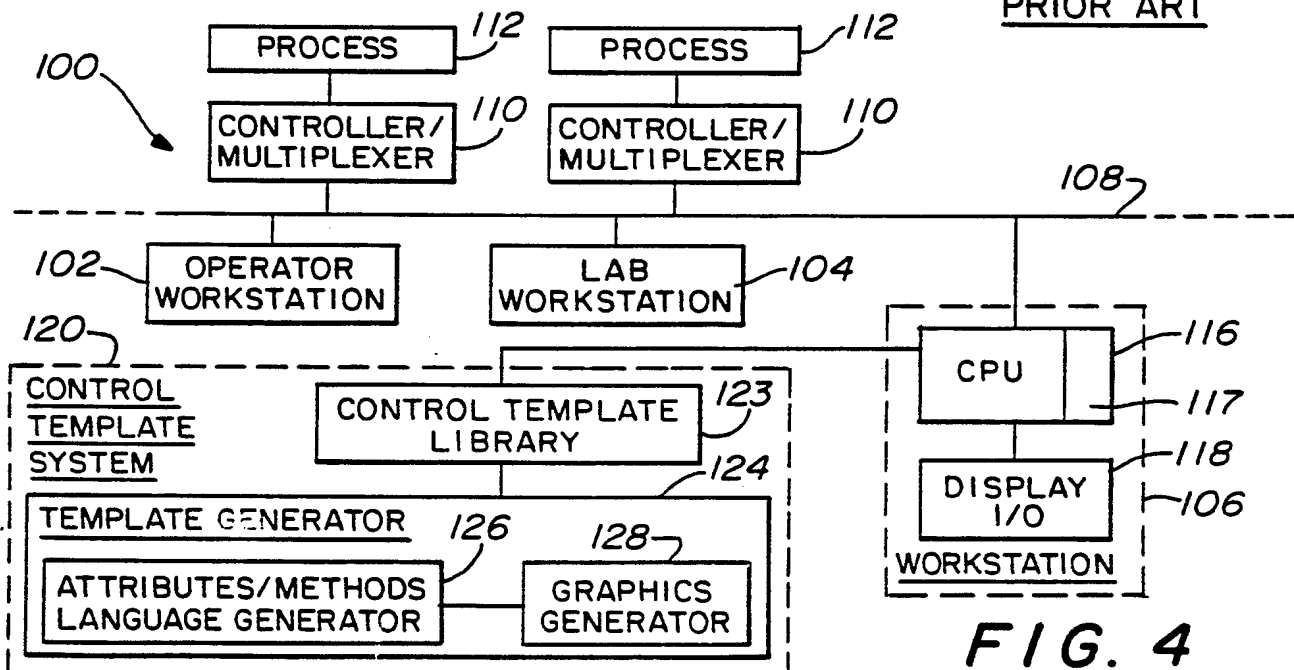 PRIOR ART
PROCESS
112
PROCESS
112
100
CONTROLLER/
MULTIPLEXER
110
CONTROLLER/
MULTIPLEXER
110
108
102
OPERATOR
WORKSTATION
LAB
WORKSTATION
104
120
CONTROL
TEMPLATE
SYSTEM
CONTROL TEMPLATE
LIBRARY
123
CPU
116
117
DISPLAY
I/O
118
106
WORKSTATION
124
TEMPLATE GENERATOR
126
128
ATTRIBUTES/METHODS
LANGUAGE GENERATOR
GRAPHICS
GENERATOR
FIG. 4